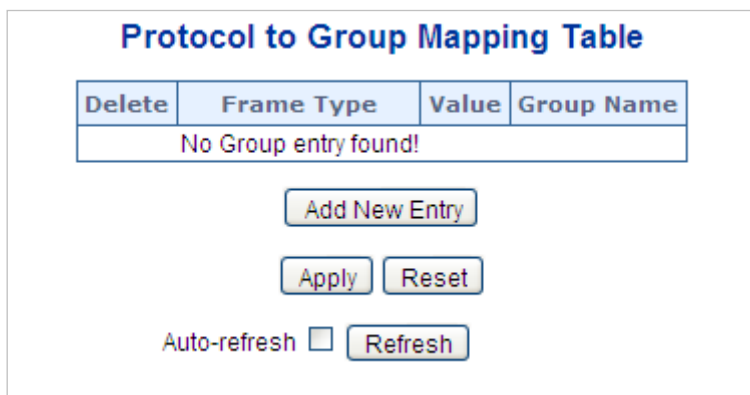 Protocol to Group Mapping Table
Delete Frame Type Value Group Name
No Group entry found!
Add New Entry
Apply Reset
Auto-refresh Refresh